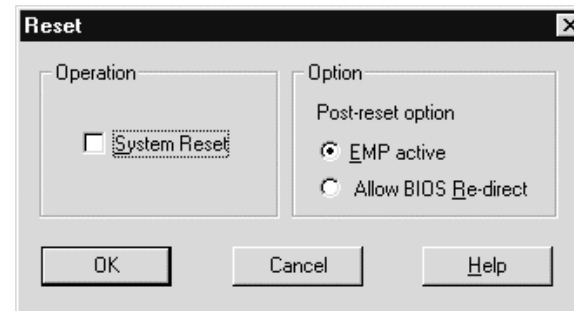 Reset
Operation
System Reset
Option
Post-reset option
EMP active
Allow BIOS Re-direct
OK
Cancel
Help